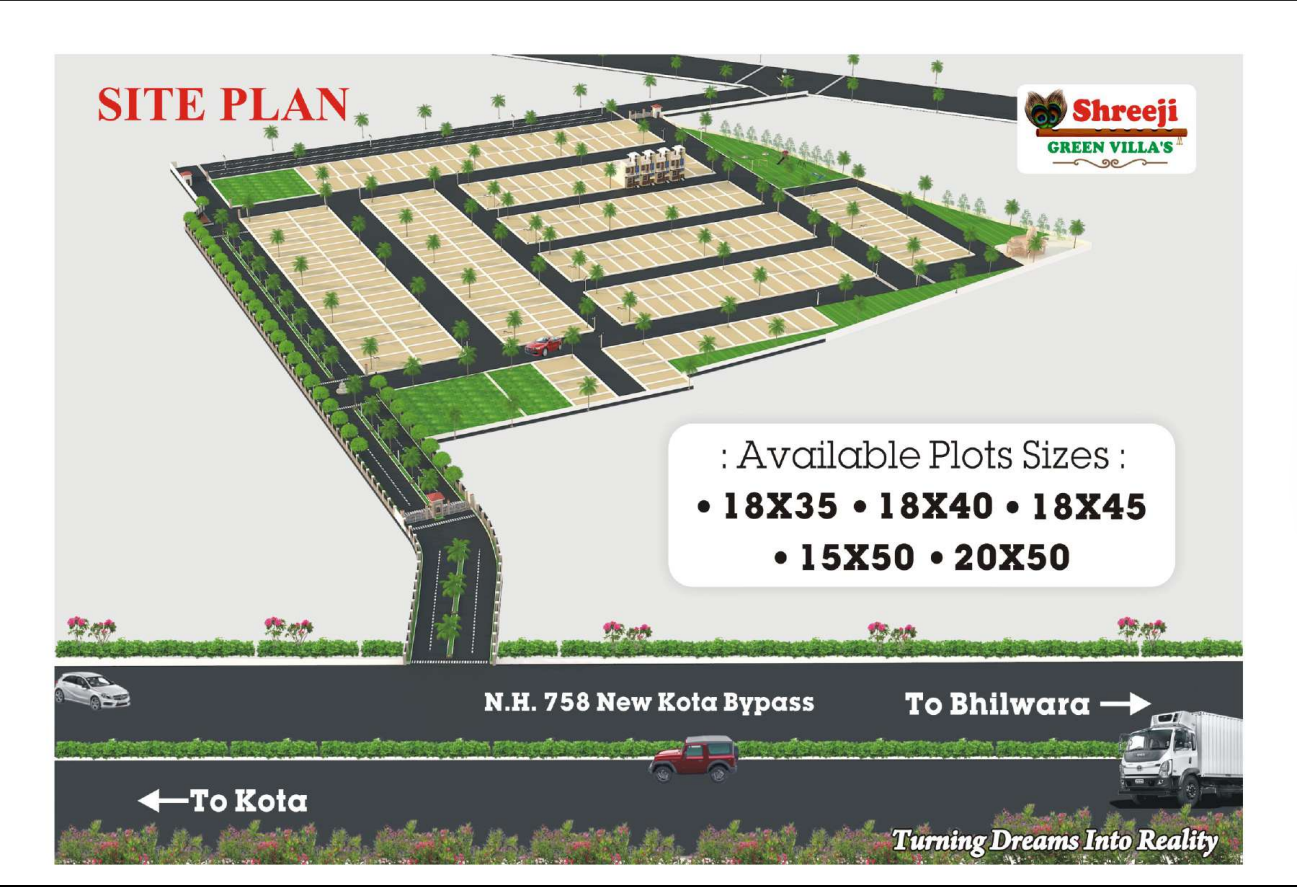 SITE PLAN
Shreeji
GREEN VILLA'S
: Available Plots Sizes :
• 18X35 • 18X40 • 18X45
• 15X50 • 20X50
N.H. 758 New Kota Bypass
To Bhilwara →
←To Kota
Turning Dreams Into Reality